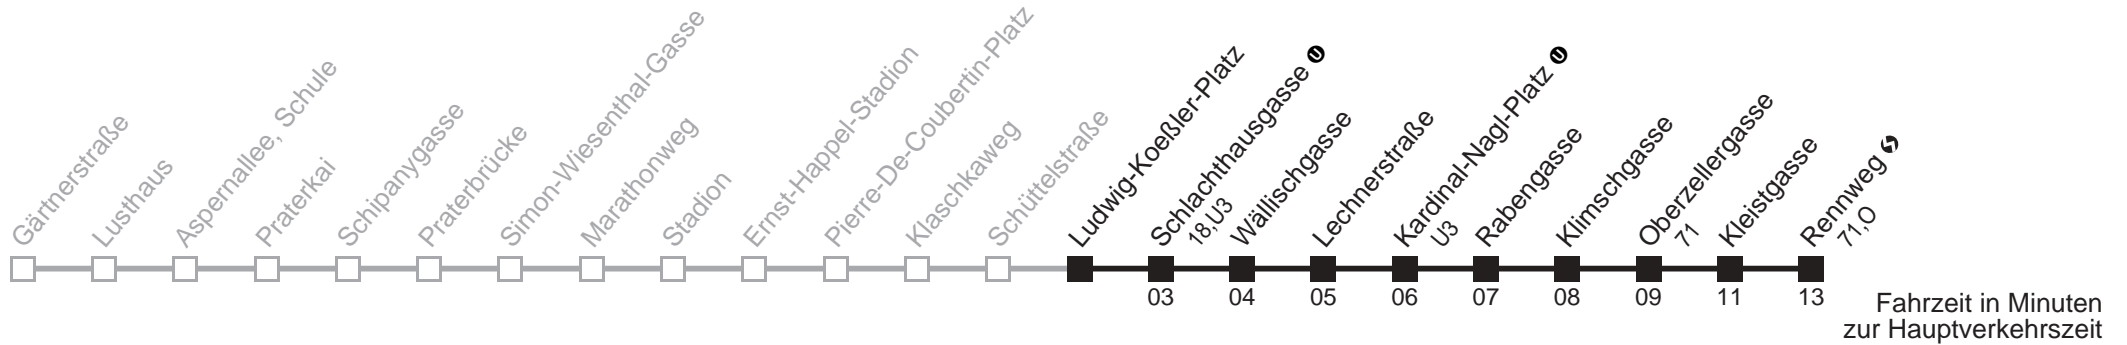 Gärtnerstraße
Lusthaus
Aspernallee, Schule
Praterkai
Schipanygasse
Praterbrücke
Simon-Wiesenthal-Gasse
Marathonweg
Stadion
Ernst-Happel-Stadion
Pierre-De-Coubertin-Platz
Klaschkaweg
Schüttelstraße
Ludwig-Koeßler-Platz
Schlachthausgasse U
18,U3
Wällischgasse
Lechnerstraße
Kardinal-Nagl-Platz U
U3
Rabengasse
Klimschgasse
Oberzellergasse
71
Kleistgasse
Rennweg
71,O
03 04 05 06 07 08 09 11 13
Fahrzeit in Minuten
zur Hauptverkehrszeit